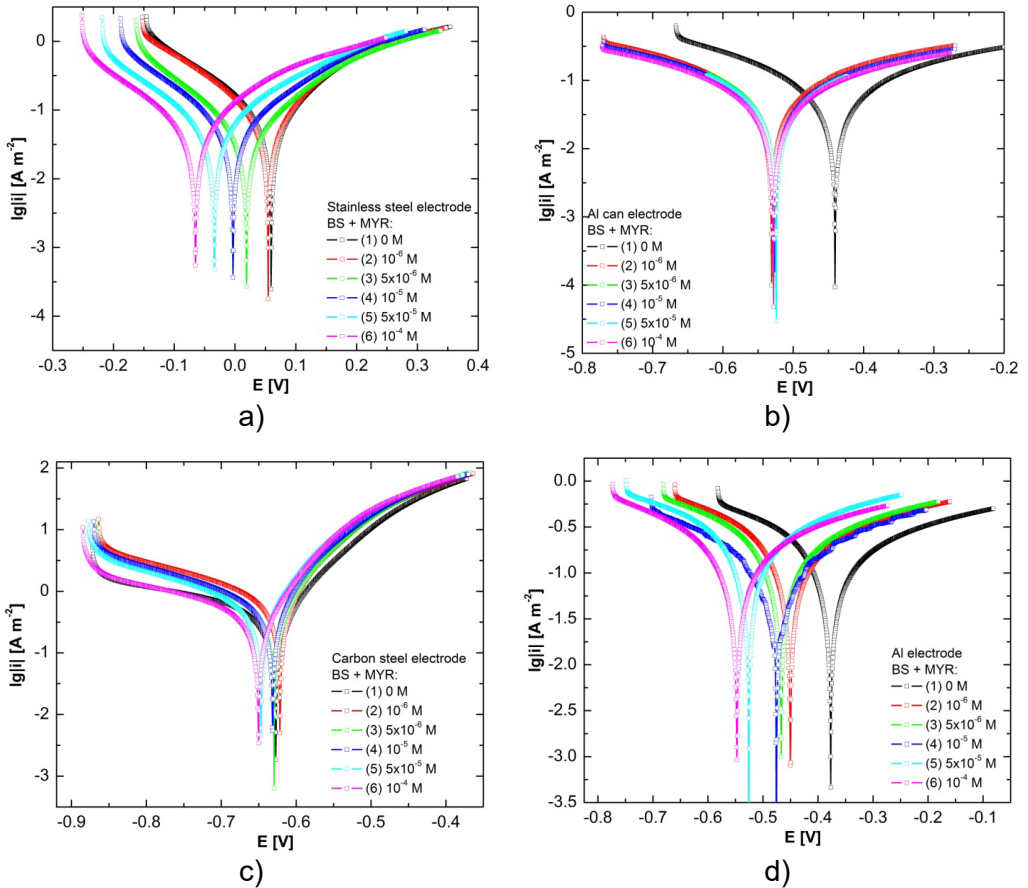 0
-1
-2
-3
-4
lg|i| [A m-2]
Stainless steel electrode
BS + MYR:
(1) 0 M
(2) 10-6 M
(3) 5x10-6 M
(4) 10-5 M
(5) 5x10-5 M
(6) 10-4 M
-0.3 -0.2 -0.1 0.0 0.1 0.2 0.3 0.4
E [V]
a)
0
-1
-2
-3
-4
-5
lg|i| [A m-2]
Al can electrode
BS + MYR:
(1) 0 M
(2) 10-6 M
(3) 5x10-6 M
(4) 10-5 M
(5) 5x10-5 M
(6) 10-4 M
-0.8 -0.7 -0.6 -0.5 -0.4 -0.3 -0.2
E [V]
b)
2
1
0
-1
-2
-3
lg|i| [A m-2]
Carbon steel electrode
BS + MYR:
(1) 0 M
(2) 10-6 M
(3) 5x10-6 M
(4) 10-5 M
(5) 5x10-5 M
(6) 10-4 M
-0.9 -0.8 -0.7 -0.6 -0.5 -0.4
E [V]
c)
0.0
-0.5
-1.0
-1.5
-2.0
-2.5
-3.0
-3.5
lg|i| [A m-2]
Al electrode
BS + MYR:
(1) 0 M
(2) 10-6 M
(3) 5x10-6 M
(4) 10-5 M
(5) 5x10-5 M
(6) 10-4 M
-0.8 -0.7 -0.6 -0.5 -0.4 -0.3 -0.2 -0.1
E [V]
d)